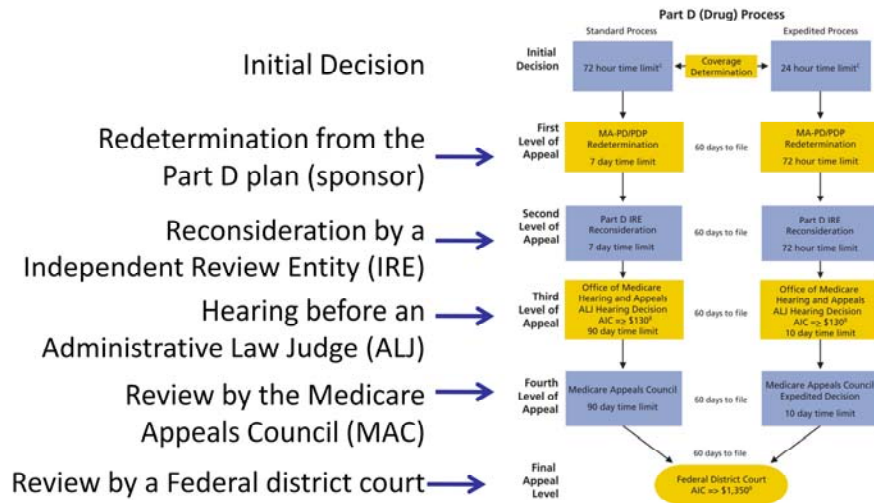 Part D (Drug) Process
Standard Process
Expedited Process
Initial Decision
Initial
Decision
72 hour time limitᶜ
Coverage
Determination
24 hour time limitᶜ
Redetermination from the
Part D plan (sponsor)
First
Level of
Appeal
MA-PD/PDP
Redetermination
7 day time limit
60 days to file
MA-PD/PDP
Redetermination
72 hour time limit
Reconsideration by a
Independent Review Entity (IRE)
Second
Level of
Appeal
Part D IRE
Reconsideration
7 day time limit
60 days to file
Part D IRE
Reconsideration
72 hour time limit
Hearing before an
Administrative Law Judge (ALJ)
Third
Level of
Appeal
Office of Medicare
Hearing and Appeals
ALJ Hearing Decision
AIC => $130
90 day time limit
60 days to file
Office of Medicare
Hearing and Appeals
ALJ Hearing Decision
AIC => $130
10 day time limit
Review by the Medicare
Appeals Council (MAC)
Fourth
Level of
Appeal
Medicare Appeals Council
90 day time limit
60 days to file
Medicare Appeals Council
Expedited Decision
10 day time limit
Review by a Federal district court
60 days to file
Final
Appeal
Level
Federal District Court
AIC => $1,350